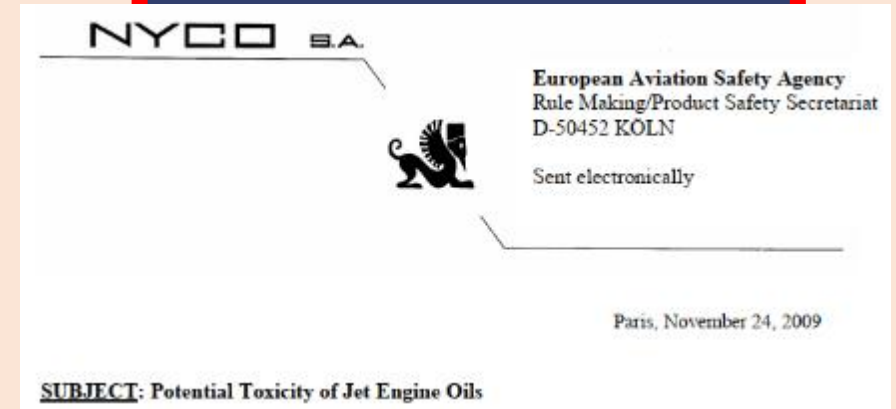 NYCO S.A.
European Aviation Safety Agency
Rule Making/Product Safety Secretariat
D-50452 KÖLN
Sent electronically
Paris, November 24, 2009
SUBJECT: Potential Toxicity of Jet Engine Oils